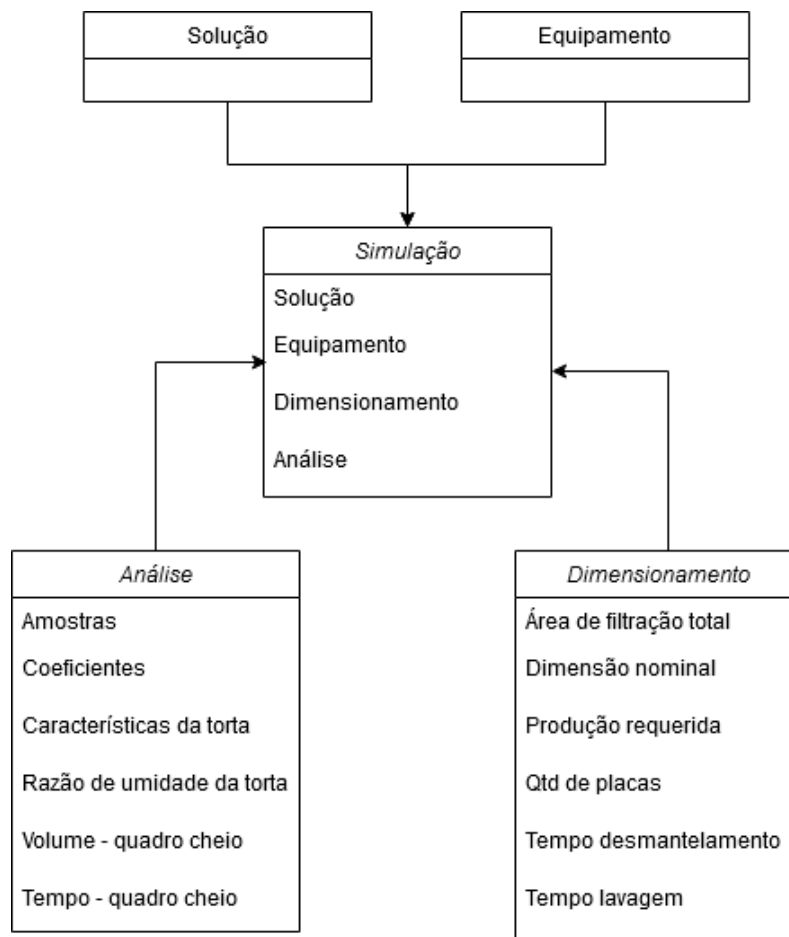 Solução
Equipamento
Simulação
Solução
Equipamento
Dimensionamento
Análise
Análise
Amostras
Coeficientes
Características da torta
Razão de umidade da torta
Volume - quadro cheio
Tempo - quadro cheio
Dimensionamento
Área de filtração total
Dimensão nominal
Produção requerida
Qtd de placas
Tempo desmantelamento
Tempo lavagem